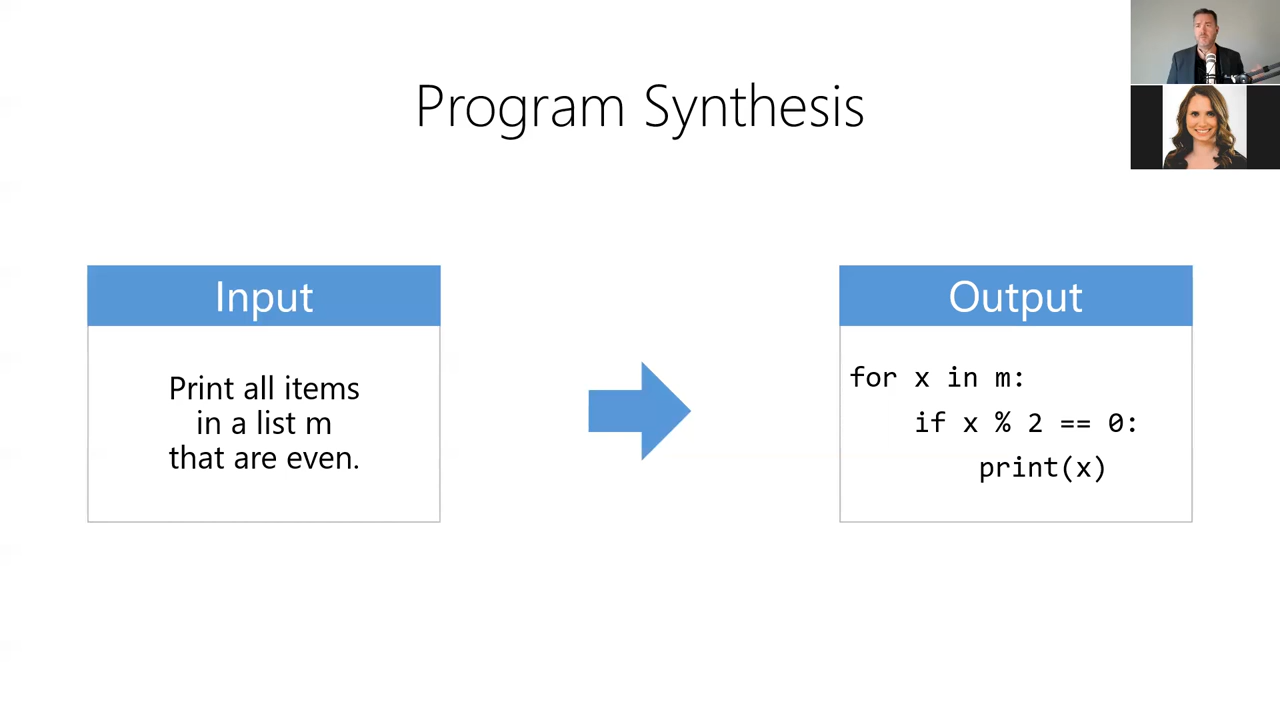 Program Synthesis
Input
Print all items
in a list m
that are even.
Output
for x in m:
    if x % 2 == 0:
        print(x)